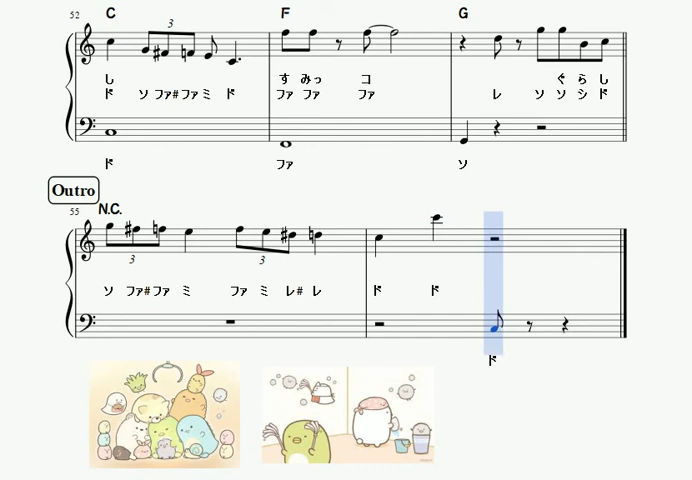 52 C F G
3
し すみっ コ ぐ ら し
ド ソ ファ# ファ ミ ド ファ ファ ファ レ ソ ソ シ ド
ド ファ ソ
Outro
55 N.C.
3 3
ソ ファ# ファ ミ ファ ミ レ# レ ド ド
ド